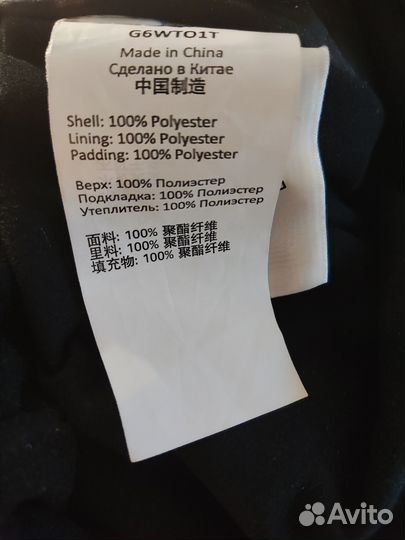 G6WTO1T
Made in China
Сделано в Китае
中国制造
Shell: 100% Polyester
Lining: 100% Polyester
Padding: 100% Polyester
Верх: 100% Полиэстер
Подкладка: 100% Полиэстер
Утеплитель: 100% Полиэстер
面料: 100% 聚酯纤维
里料: 100% 聚酯纤维
填充物: 100% 聚酯纤维
Avito